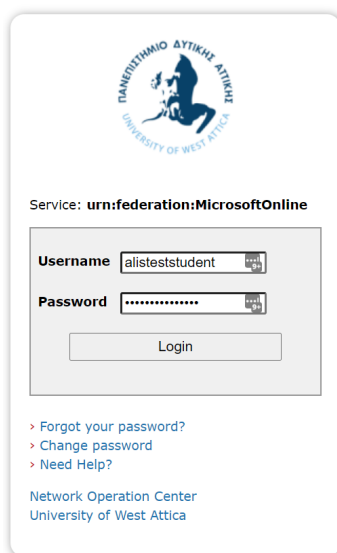 ΠΑΝΕΠΙΣΤΗΜΙΟ ΔΥΤΙΚΗΣ ΑΤΤΙΚΗΣ
UNIVERSITY OF WEST ATTICA
Service: urn:federation:MicrosoftOnline
Username alisteststudent
Password •••••••••••••••
Login
› Forgot your password?
› Change password
› Need Help?
Network Operation Center
University of West Attica